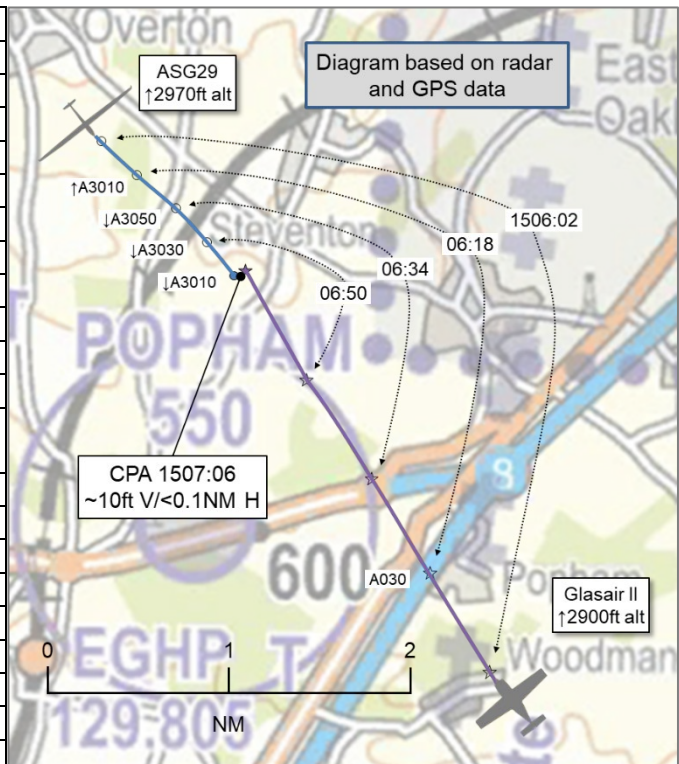 Overton
ASG29
↑2970ft alt
Diagram based on radar
and GPS data
East
Oakl
↑A3010
↓A3050
↓A3030
↓A3010
Steventon
1506:02
06:18
06:34
06:50
POPHAM
550
CPA 1507:06
~10ft V/<0.1NM H
8
600
A030
Popham
Glasair II
↑2900ft alt
Woodman
0
1
2
EGHP T
129.805
NM